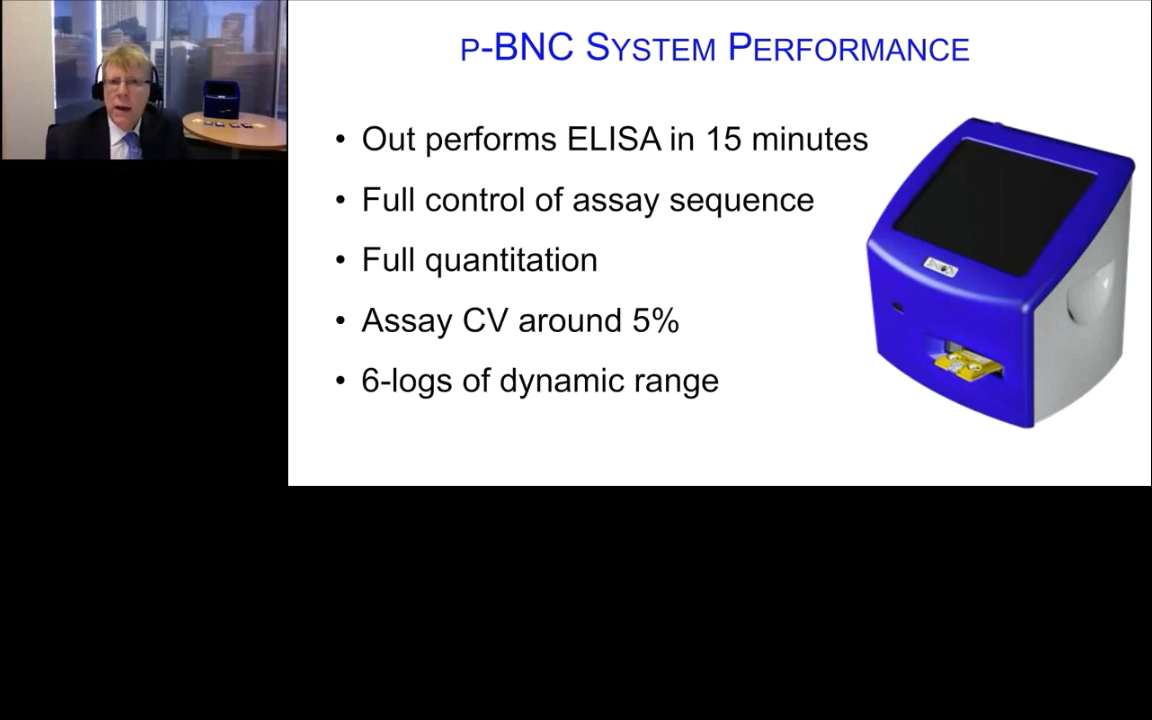 p-BNC SYSTEM PERFORMANCE
• Out performs ELISA in 15 minutes
• Full control of assay sequence
• Full quantitation
• Assay CV around 5%
• 6-logs of dynamic range